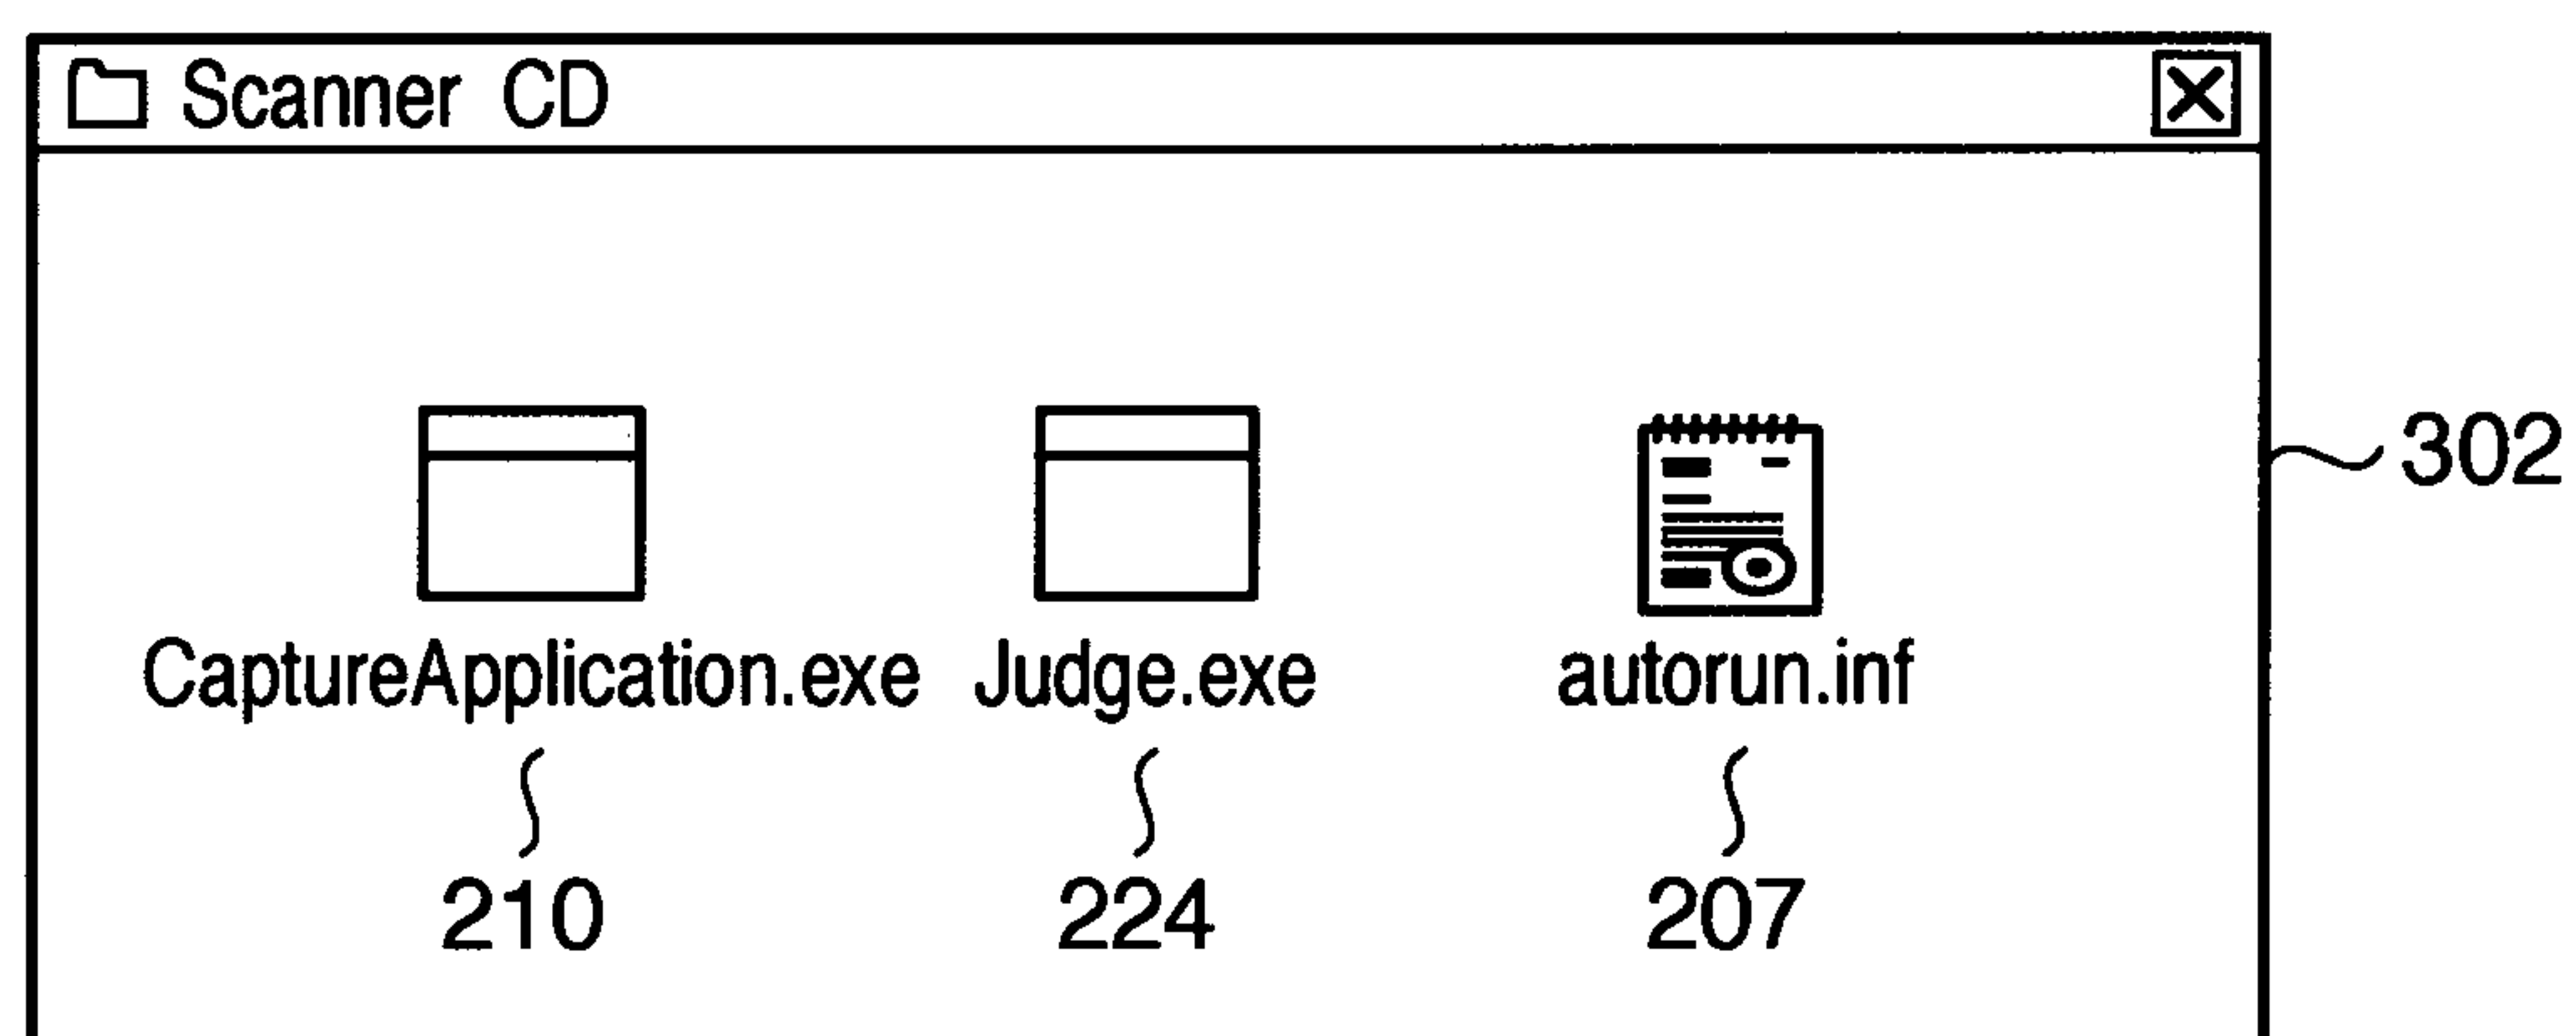 Scanner CD
302
CaptureApplication.exe Judge.exe autorun.inf
210 224 207